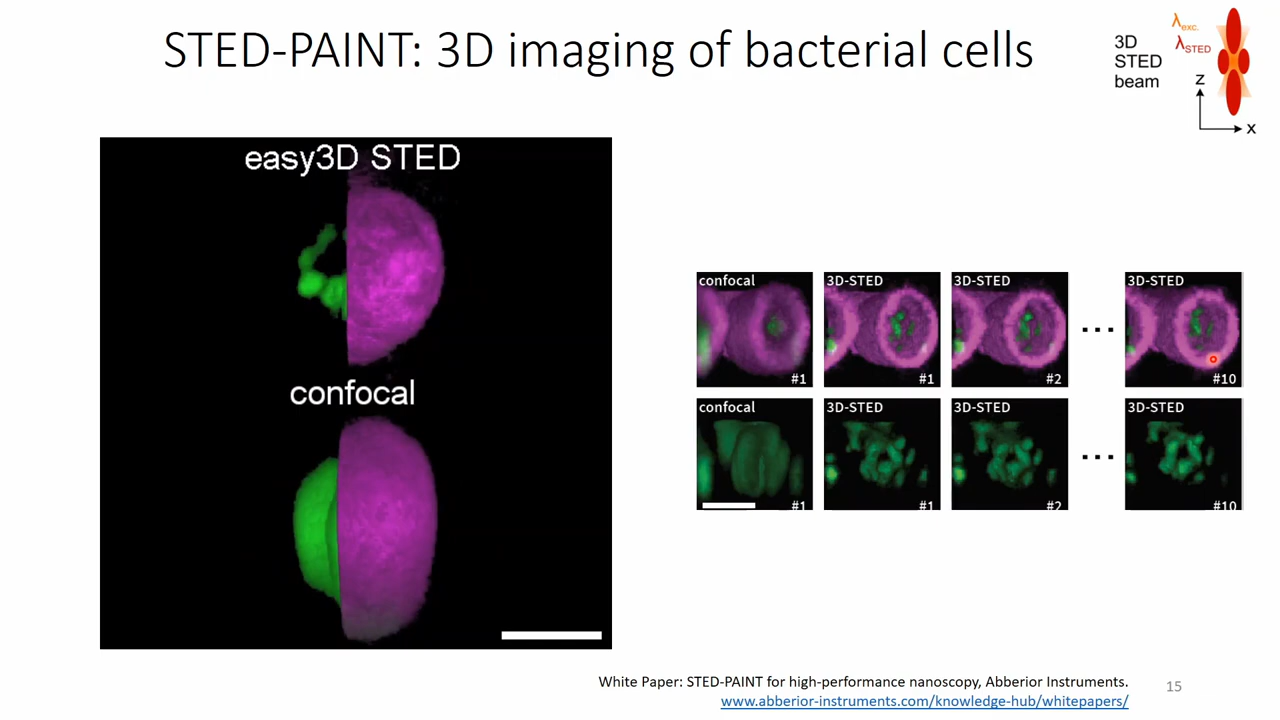 STED-PAINT: 3D imaging of bacterial cells
λexc.
λSTED
3D
STED
beam
z
x
easy3D STED
confocal
confocal
#1
3D-STED
#1
3D-STED
#2
...
3D-STED
#10
confocal
#1
3D-STED
#1
3D-STED
#2
...
3D-STED
#10
White Paper: STED-PAINT for high-performance nanoscopy, Abberior Instruments.
www.abberior-instruments.com/knowledge-hub/whitepapers/
15